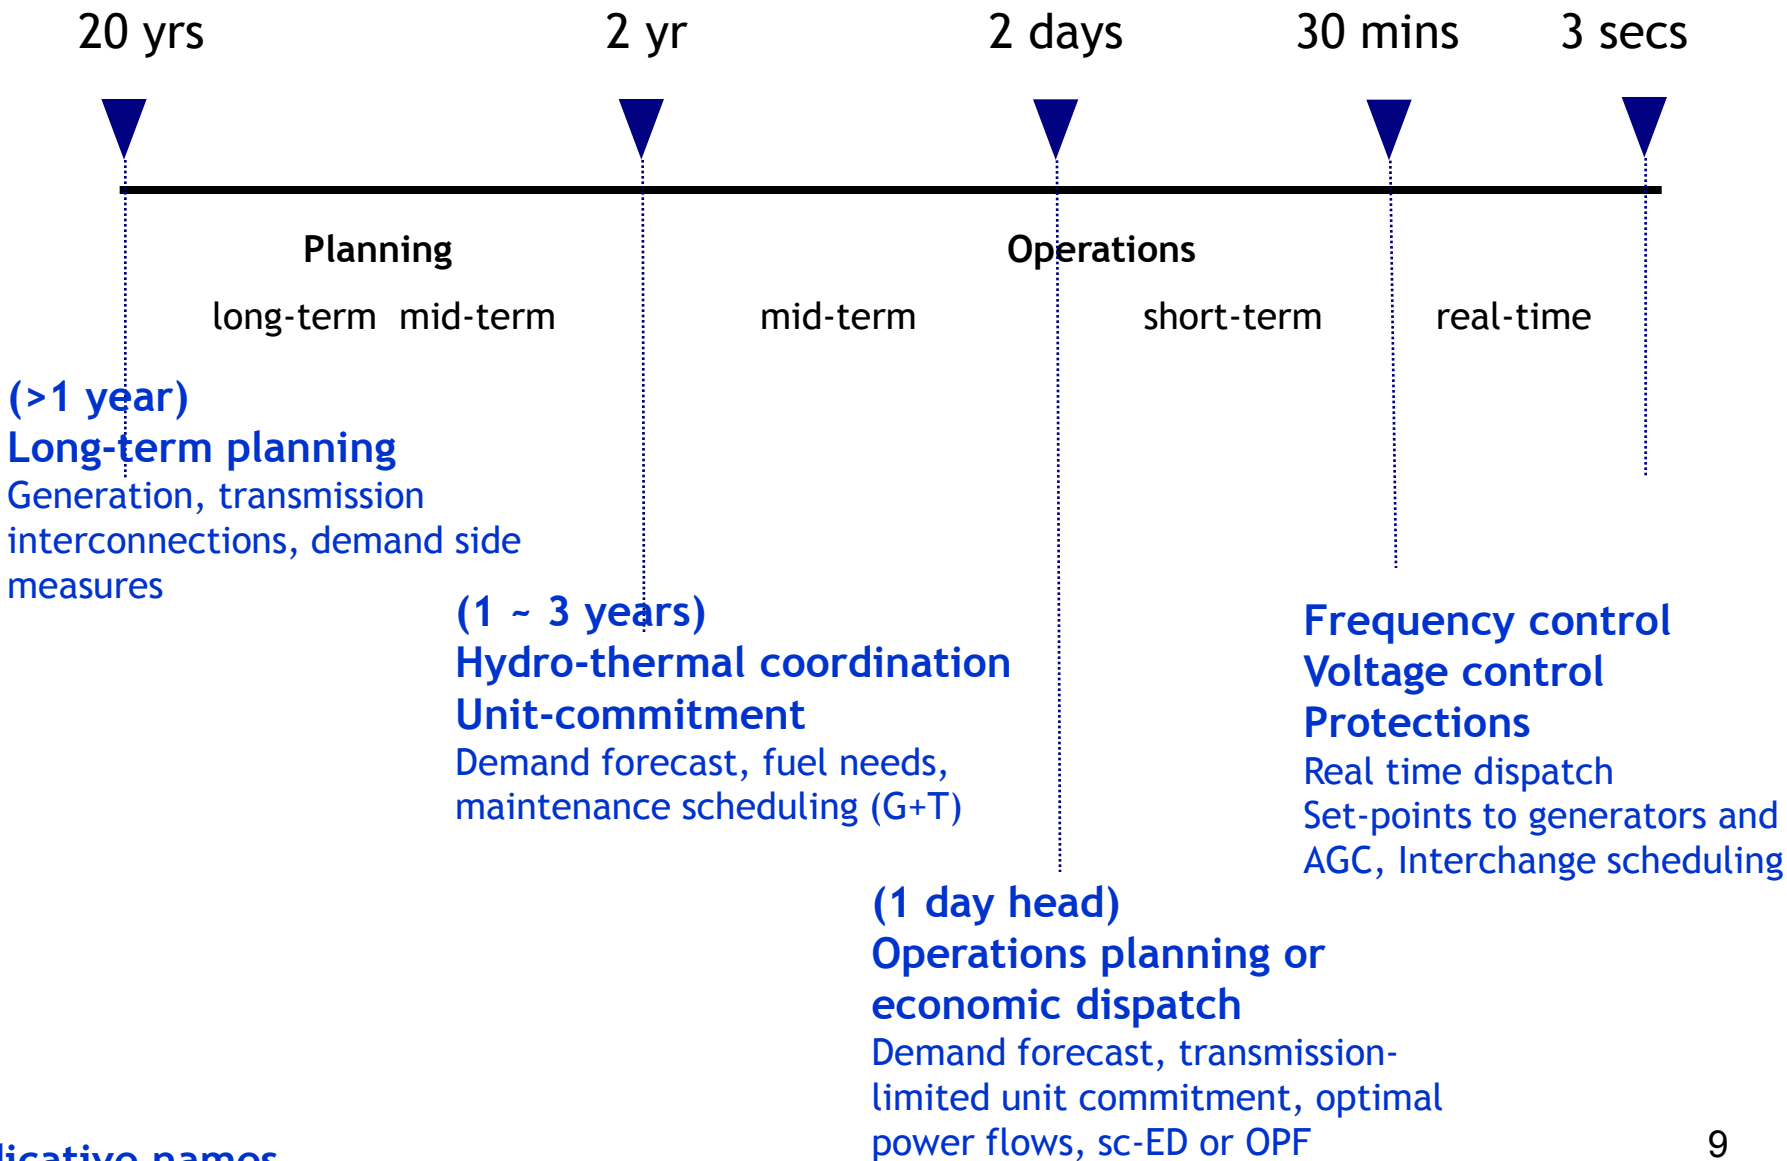 20 yrs 2 yr 2 days 30 mins 3 secs
Planning Operations
long-term mid-term mid-term short-term real-time
(>1 year)
Long-term planning
Generation, transmission
interconnections, demand side
measures
(1 ~ 3 years)
Hydro-thermal coordination
Unit-commitment
Demand forecast, fuel needs,
maintenance scheduling (G+T)
Frequency control
Voltage control
Protections
Real time dispatch
Set-points to generators and
AGC, Interchange scheduling
(1 day head)
Operations planning or
economic dispatch
Demand forecast, transmission-
limited unit commitment, optimal
power flows, sc-ED or OPF
names
9